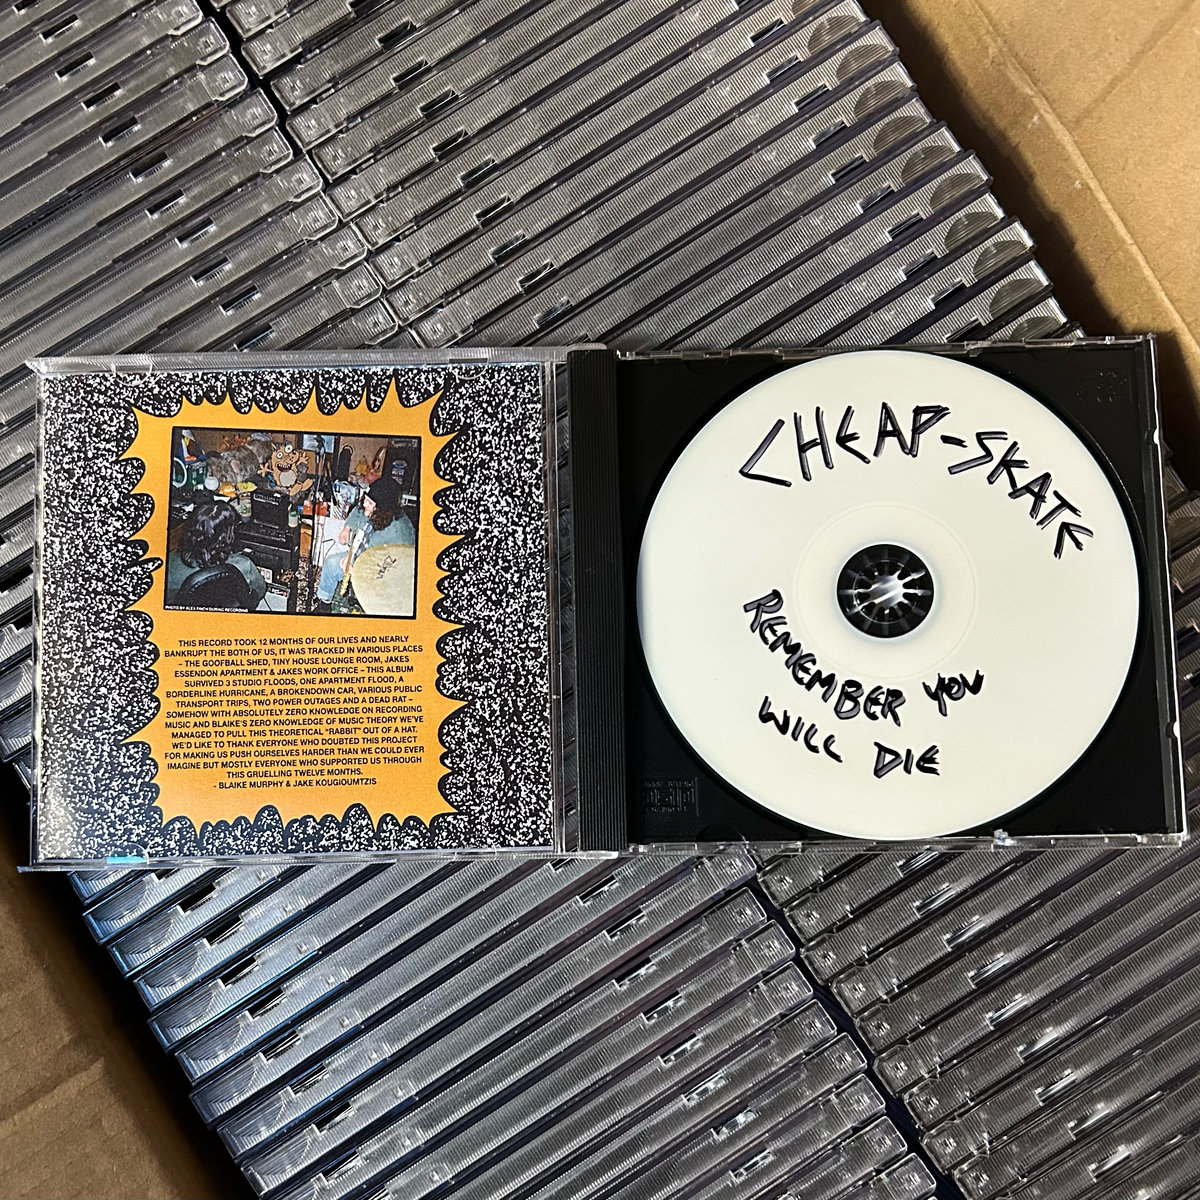 PHOTO BY ALEX PINCH DURING RECORDING
THIS RECORD TOOK 12 MONTHS OF OUR LIVES AND NEARLY
BANKRUPT THE BOTH OF US, IT WAS TRACKED IN VARIOUS PLACES
– THE GOOFBALL SHED, TINY HOUSE LOUNGE ROOM, JAKES
ESSENDON APARTMENT & JAKES WORK OFFICE – THIS ALBUM
SURVIVED 3 STUDIO FLOODS, ONE APARTMENT FLOOD, A
BORDERLINE HURRICANE, A BROKENDOWN CAR, VARIOUS PUBLIC
TRANSPORT TRIPS, TWO POWER OUTAGES AND A DEAD RAT –
SOMEHOW WITH ABSOLUTELY ZERO KNOWLEDGE ON RECORDING
MUSIC AND BLAIKE'S ZERO KNOWLEDGE OF MUSIC THEORY WE'VE
MANAGED TO PULL THIS THEORETICAL "RABBIT" OUT OF A HAT.
WE'D LIKE TO THANK EVERYONE WHO DOUBTED THIS PROJECT
FOR MAKING US PUSH OURSELVES HARDER THAN WE COULD EVER
IMAGINE BUT MOSTLY EVERYONE WHO SUPPORTED US THROUGH
THIS GRUELLING TWELVE MONTHS.
- BLAIKE MURPHY & JAKE KOUGIOUMTZIS
CHEAP-SKATE
REMEMBER YOU
WILL DIE